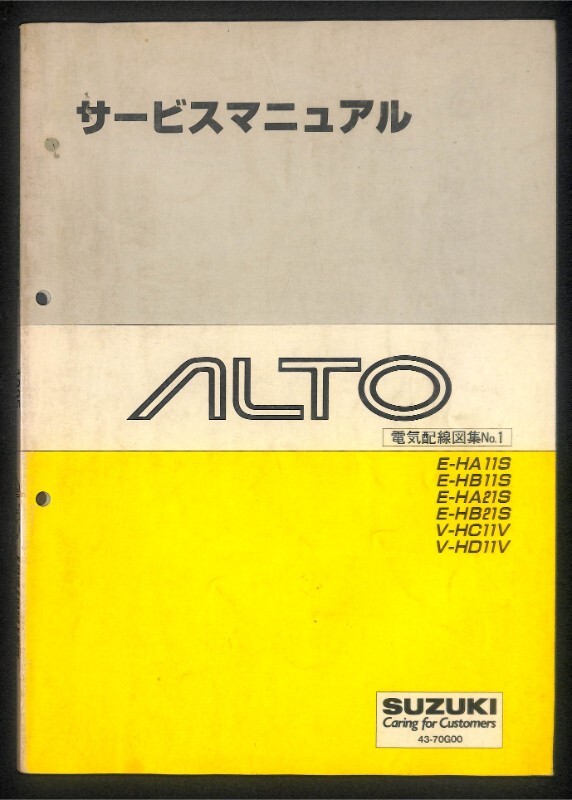 サービスマニュアル
ALTO
電気配線図集No.1
E-HA11S
E-HB11S
E-HA21S
E-HB21S
V-HC11V
V-HD11V
SUZUKI
Caring for Customers
43-70G00